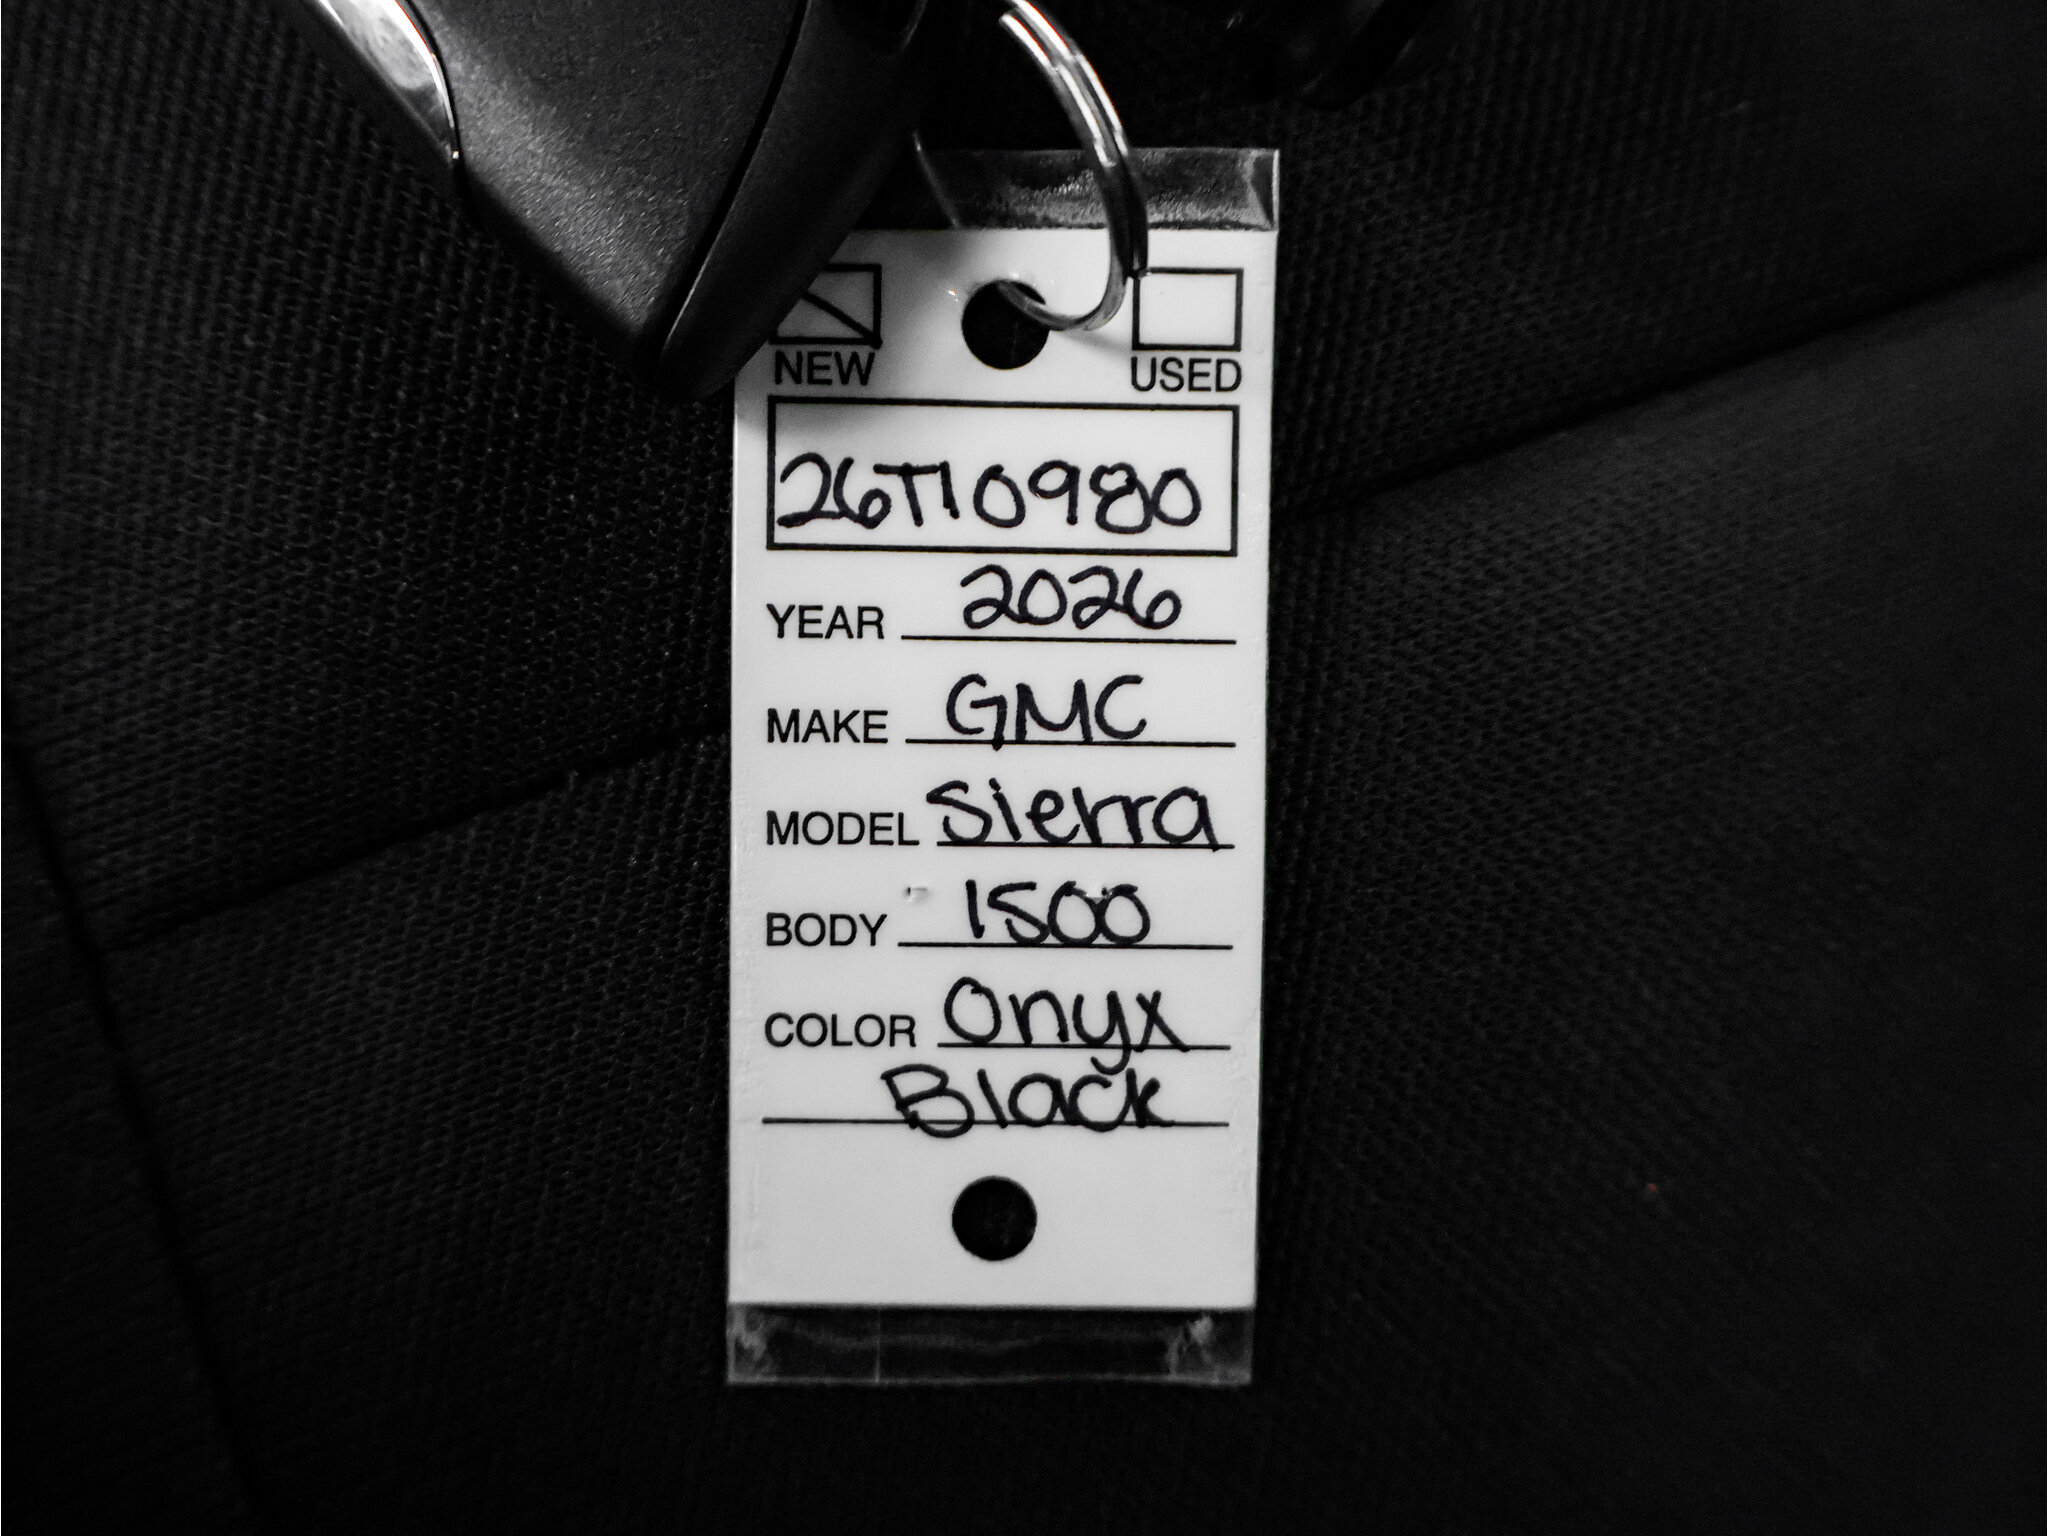 NEW USED
26T10980
YEAR 2026
MAKE GMC
MODEL Sierra
BODY 1500
COLOR Onyx
Black